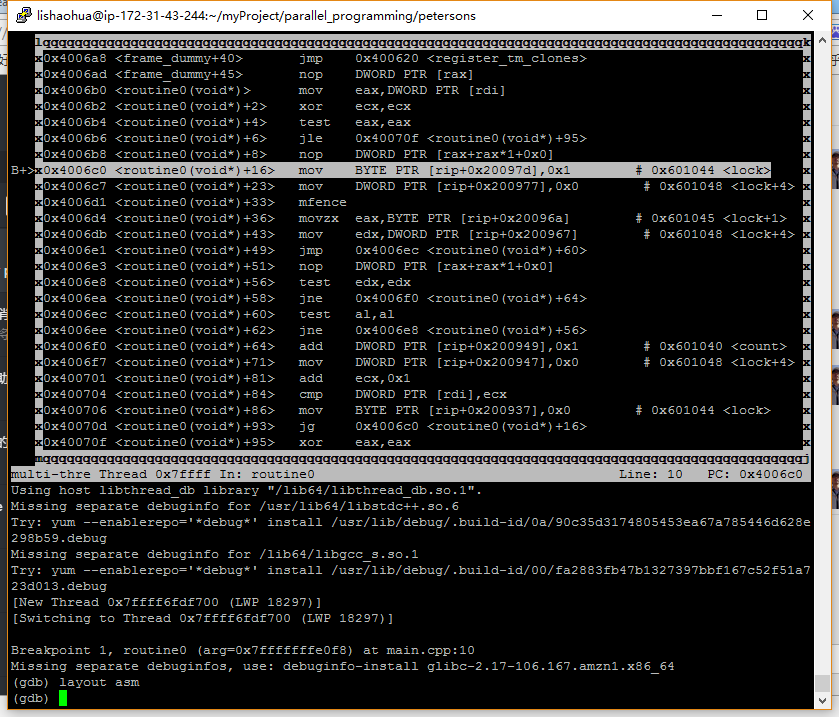 lishaohua@ip-172-31-43-244:~/myProject/parallel_programming/petersons
lqqqqqqqqqqqqqqqqqqqqqqqqqqqqqqqqqqqqqqqqqqqqqqqqqqqqqqqqqqqqqqqqqqqqqqqqqqqqqqqqqqqk
x0x4006a8 <frame_dummy+40> jmp 0x400620 <register_tm_clones> x
x0x4006ad <frame_dummy+45> nop DWORD PTR [rax] x
x0x4006b0 <routine0(void*)> mov eax,DWORD PTR [rdi] x
x0x4006b2 <routine0(void*)+2> xor ecx,ecx x
x0x4006b4 <routine0(void*)+4> test eax,eax x
x0x4006b6 <routine0(void*)+6> jle 0x40070f <routine0(void*)+95> x
x0x4006b8 <routine0(void*)+8> nop DWORD PTR [rax+rax*1+0x0] x
B+>x0x4006c0 <routine0(void*)+16> mov BYTE PTR [rip+0x20097d],0x1 # 0x601044 <lock> x
x0x4006c7 <routine0(void*)+23> mov DWORD PTR [rip+0x200977],0x0 # 0x601048 <lock+4> x
x0x4006d1 <routine0(void*)+33> mfence x
x0x4006d4 <routine0(void*)+36> movzx eax,BYTE PTR [rip+0x20096a] # 0x601045 <lock+1> x
x0x4006db <routine0(void*)+43> mov edx,DWORD PTR [rip+0x200967] # 0x601048 <lock+4> x
x0x4006e1 <routine0(void*)+49> jmp 0x4006ec <routine0(void*)+60> x
x0x4006e3 <routine0(void*)+51> nop DWORD PTR [rax+rax*1+0x0] x
x0x4006e8 <routine0(void*)+56> test edx,edx x
x0x4006ea <routine0(void*)+58> jne 0x4006f0 <routine0(void*)+64> x
x0x4006ec <routine0(void*)+60> test al,al x
x0x4006ee <routine0(void*)+62> jne 0x4006e8 <routine0(void*)+56> x
x0x4006f0 <routine0(void*)+64> add DWORD PTR [rip+0x200949],0x1 # 0x601040 <count> x
x0x4006f7 <routine0(void*)+71> mov DWORD PTR [rip+0x200947],0x0 # 0x601048 <lock+4> x
x0x400701 <routine0(void*)+81> add ecx,0x1 x
x0x400704 <routine0(void*)+84> cmp DWORD PTR [rdi],ecx x
x0x400706 <routine0(void*)+86> mov BYTE PTR [rip+0x200937],0x0 # 0x601044 <lock> x
x0x40070d <routine0(void*)+93> jg 0x4006c0 <routine0(void*)+16> x
x0x40070f <routine0(void*)+95> xor eax,eax x
mqqqqqqqqqqqqqqqqqqqqqqqqqqqqqqqqqqqqqqqqqqqqqqqqqqqqqqqqqqqqqqqqqqqqqqqqqqqqqqqqqqqj
multi-thre Thread 0x7ffff In: routine0 Line: 10 PC: 0x4006c0
Using host libthread_db library "/lib64/libthread_db.so.1".
Missing separate debuginfo for /usr/lib64/libstdc++.so.6
Try: yum --enablerepo='*debug*' install /usr/lib/debug/.build-id/0a/90c35d3174805453ea67a785446d628e
298b59.debug
Missing separate debuginfo for /lib64/libgcc_s.so.1
Try: yum --enablerepo='*debug*' install /usr/lib/debug/.build-id/00/fa2883fb47b1327397bbf167c52f51a7
23d013.debug
[New Thread 0x7ffff6fdf700 (LWP 18297)]
[Switching to Thread 0x7ffff6fdf700 (LWP 18297)]
Breakpoint 1, routine0 (arg=0x7fffffffe0f8) at main.cpp:10
Missing separate debuginfos, use: debuginfo-install glibc-2.17-106.167.amzn1.x86_64
(gdb) layout asm
(gdb)